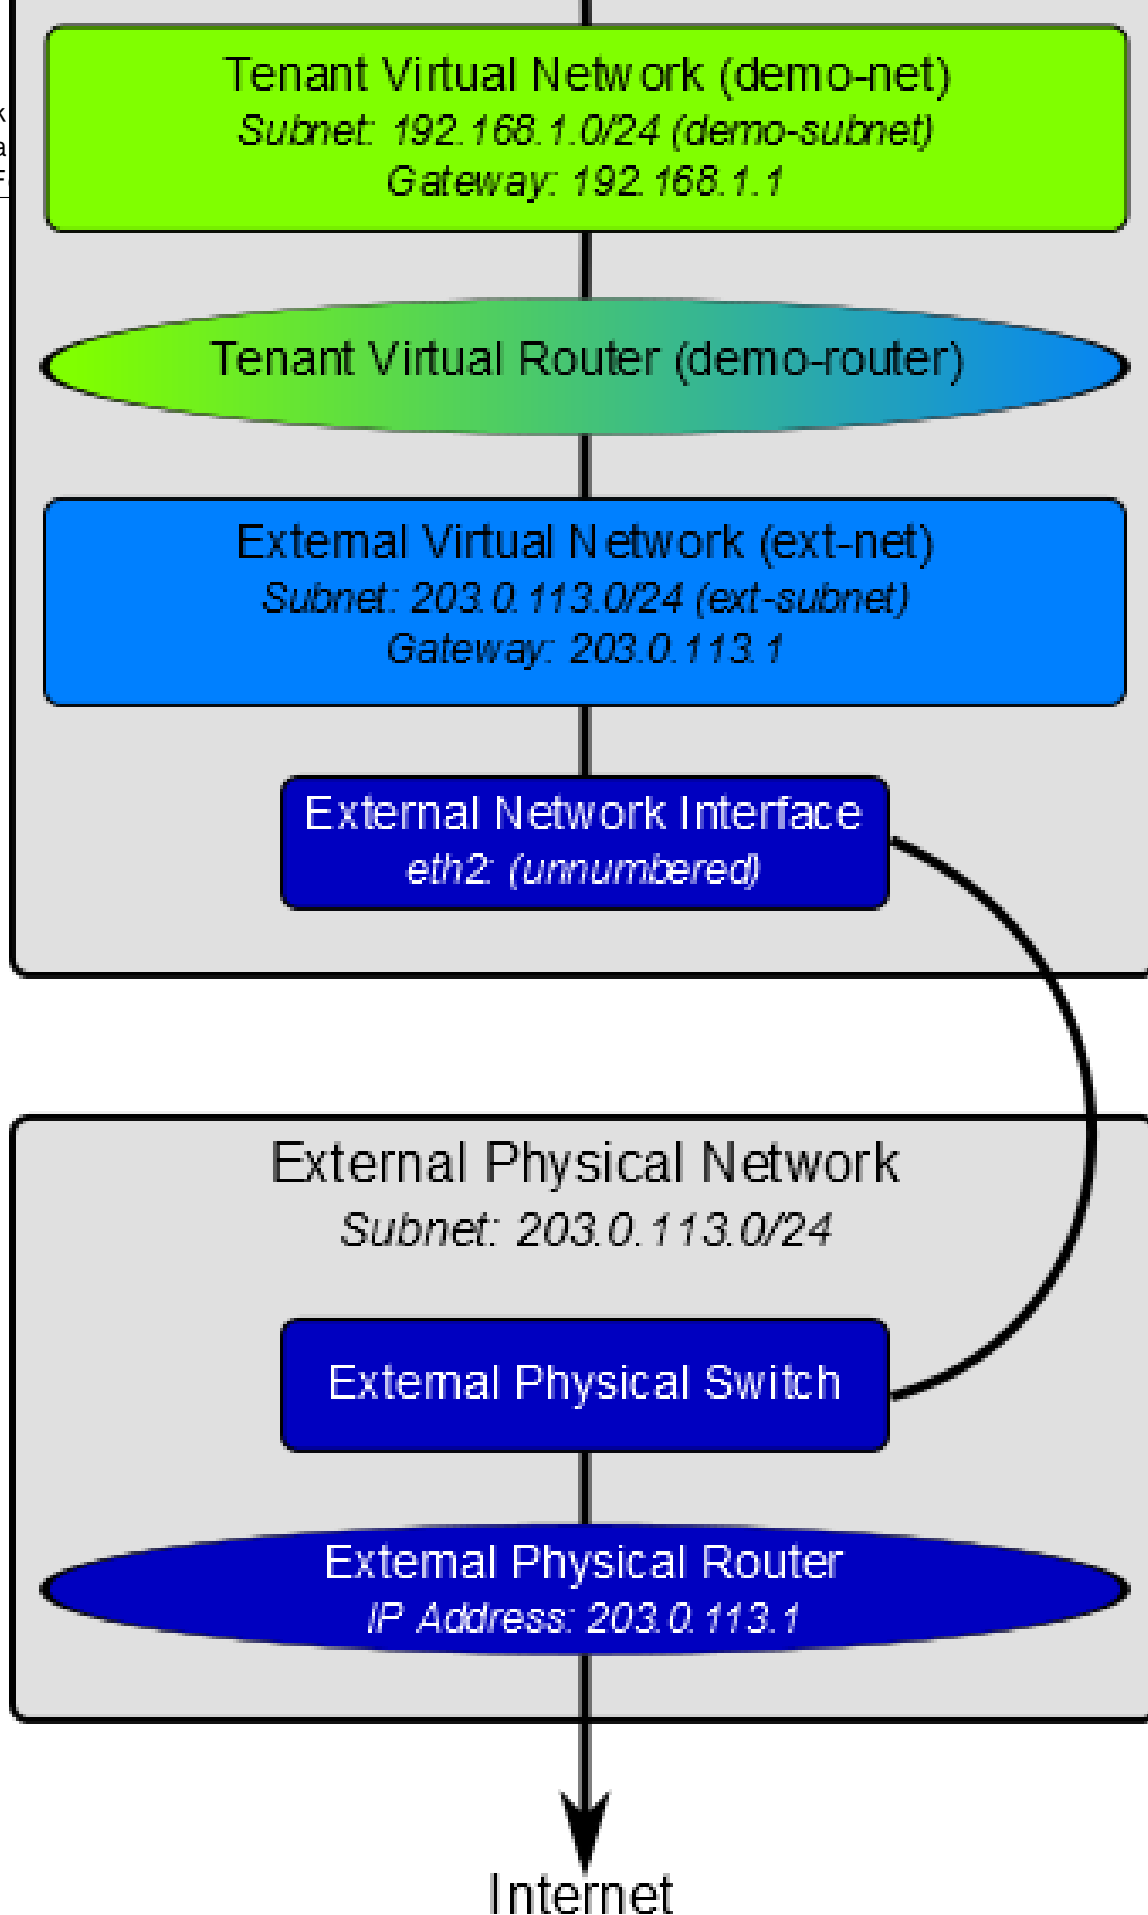 Tenant Virtual Network (demo-net)
Subnet: 192.168.1.0/24 (demo-subnet)
Gateway: 192.168.1.1
Tenant Virtual Router (demo-router)
External Virtual Network (ext-net)
Subnet: 203.0.113.0/24 (ext-subnet)
Gateway: 203.0.113.1
External Network Interface
eth2: (unnumbered)
External Physical Network
Subnet: 203.0.113.0/24
External Physical Switch
External Physical Router
IP Address: 203.0.113.1
Internet